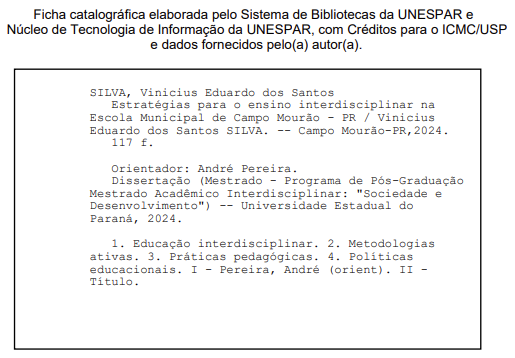 Ficha catalográfica elaborada pelo Sistema de Bibliotecas da UNESPAR e
Núcleo de Tecnologia de Informação da UNESPAR, com Créditos para o ICMC/USP
e dados fornecidos pelo(a) autor(a).
SILVA, Vinicius Eduardo dos Santos
Estratégias para o ensino interdisciplinar na
Escola Municipal de Campo Mourão - PR / Vinicius
Eduardo dos Santos SILVA. -- Campo Mourão-PR,2024.
117 f.
Orientador: André Pereira.
Dissertação (Mestrado - Programa de Pós-Graduação
Mestrado Acadêmico Interdisciplinar: "Sociedade e
Desenvolvimento") -- Universidade Estadual do
Paraná, 2024.
1. Educação interdisciplinar. 2. Metodologias
ativas. 3. Práticas pedagógicas. 4. Políticas
educacionais. I - Pereira, André (orient). II -
Título.